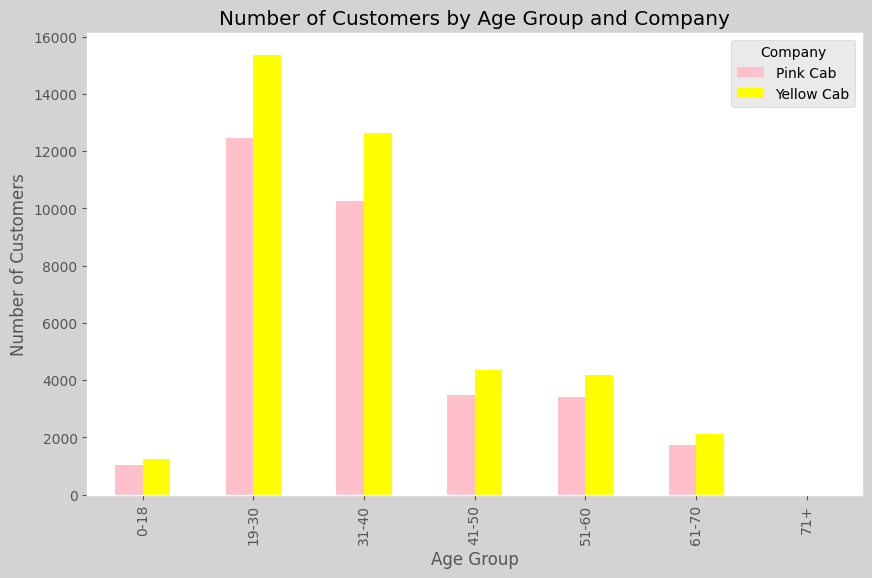 Number of Customers by Age Group and Company
Company
Pink Cab
Yellow Cab
Number of Customers
16000
14000
12000
10000
8000
6000
4000
2000
0
0-18
19-30
31-40
41-50
51-60
61-70
71+
Age Group